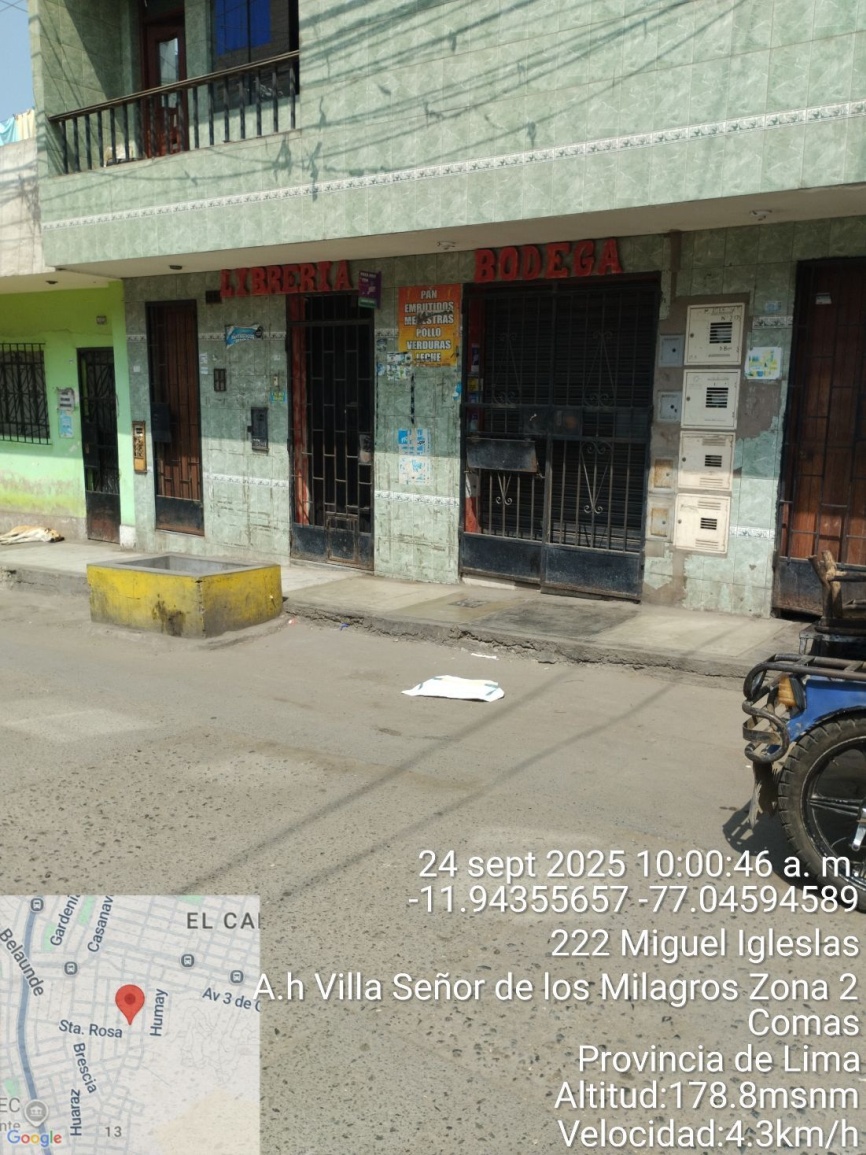 LIBRERIA
BODEGA
PAN
EMBUTIDOS
MENESTRAS
POLLO
VERDURAS
LECHE
24 sept 2025 10:00:46 a. m.
-11.94355657 -77.04594589
222 Miguel Igleslas
A.h Villa Señor de los Milagros Zona 2
Comas
Provincia de Lima
Altitud:178.8msnm
Velocidad:4.3km/h
EL CA
Gardenia
Casanav
Belaunde
Humay
Av 3 de
Sta. Rosa
Brescia
Huaraz
13
Google